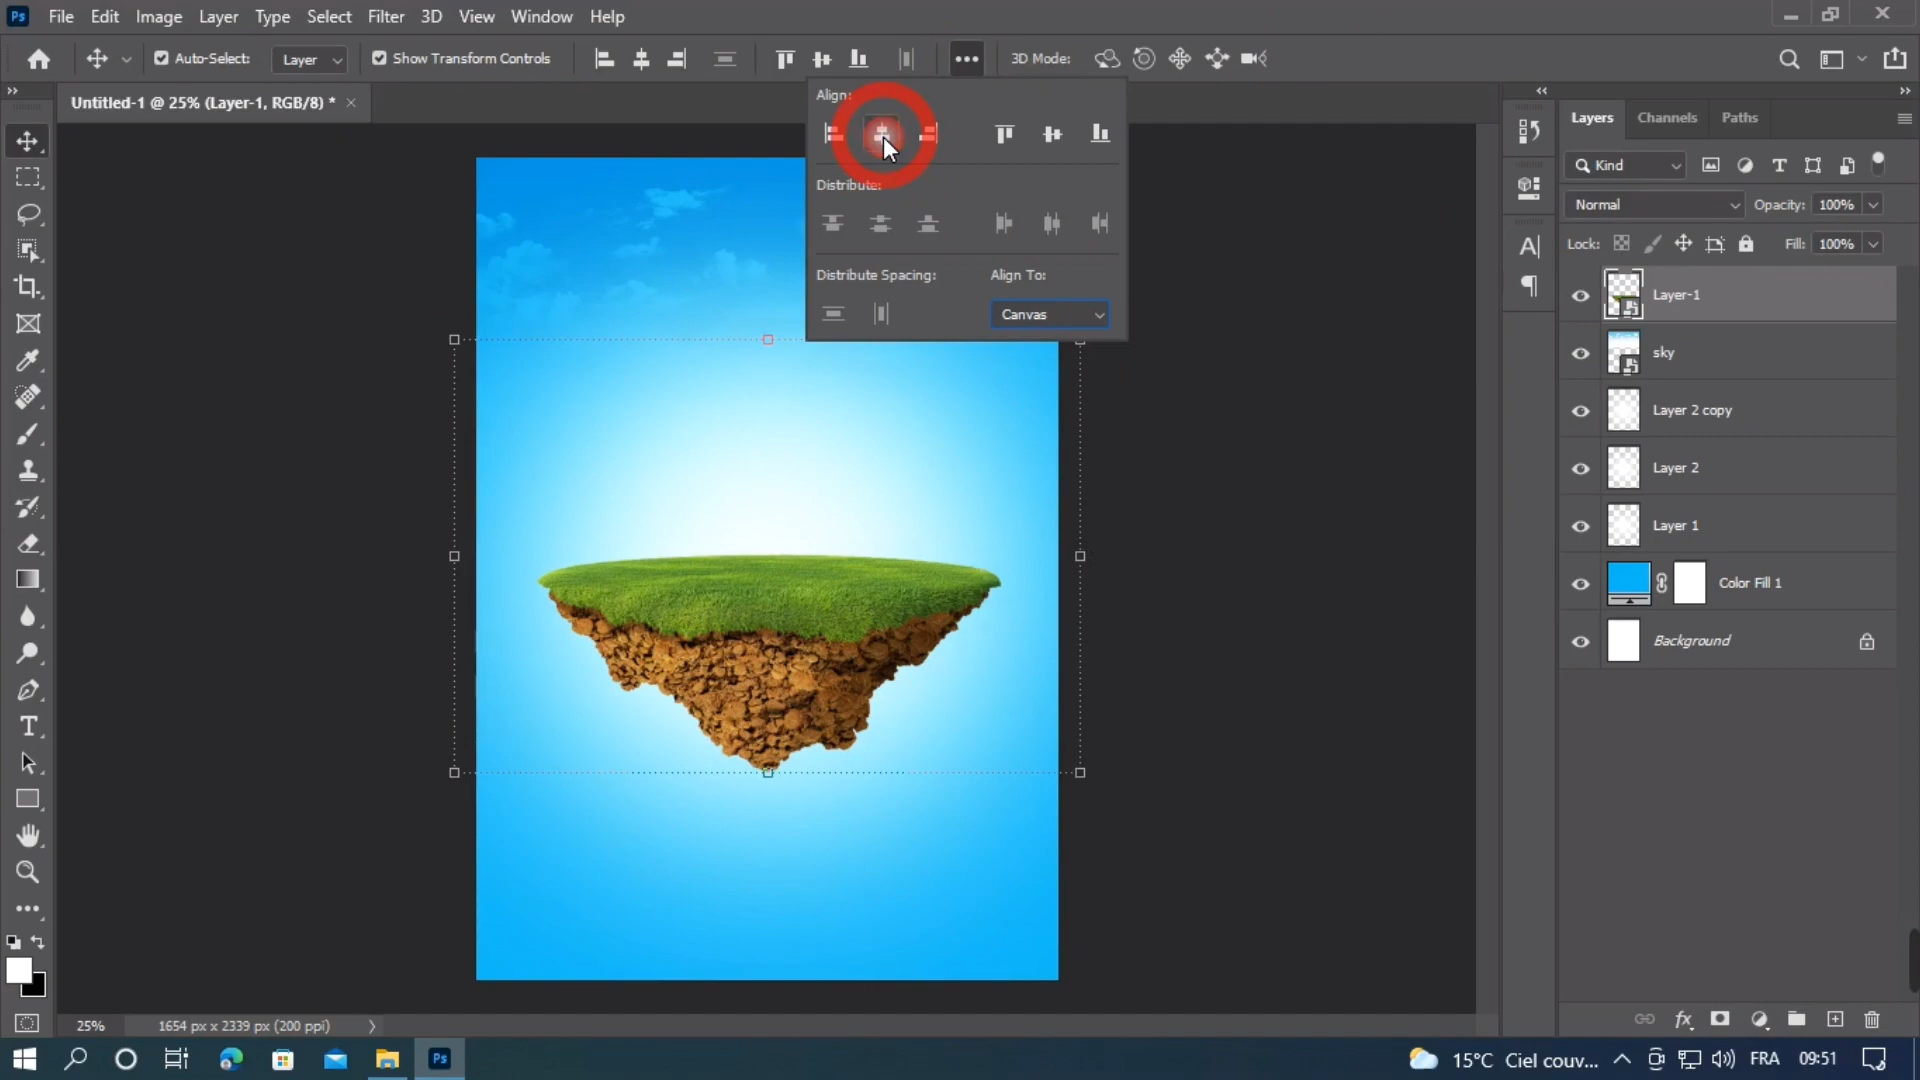 Ps File Edit Image Layer Type Select Filter 3D View Window Help
Auto-Select: Layer Show Transform Controls 3D Mode:
Untitled-1 @ 25% (Layer-1, RGB/8) *
Align:
Distribute:
Distribute Spacing: Align To:
Canvas
Layers Channels Paths
Kind
Normal Opacity: 100%
Lock: Fill: 100%
Layer-1
sky
Layer 2 copy
Layer 2
Layer 1
Color Fill 1
Background
25% 1654 px x 2339 px (200 ppi)
Ps 15°C Ciel couv... FRA 09:51